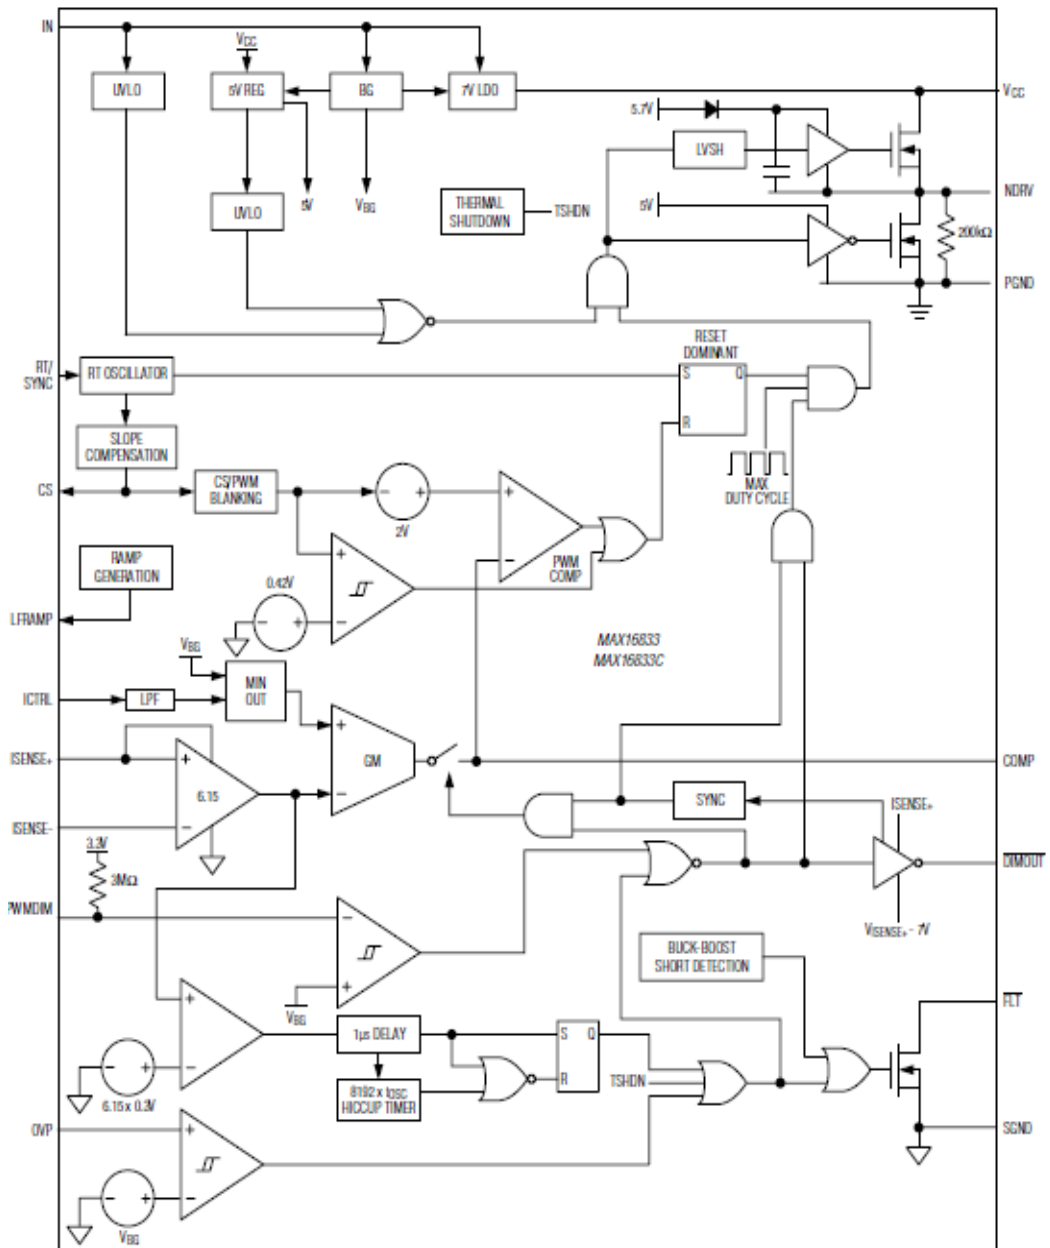 IN
VCC
UVLO
5V REG
BG
7V LDO
VCC
5.7V
LVSH
5V
VBG
UVLO
THERMAL
SHUTDOWN
TSHDN
5V
NDRV
200kΩ
PGND
RESET
DOMINANT
RT/
SYNC
RT OSCILLATOR
S
Q
R
SLOPE
COMPENSATION
CS
CS/PWM
BLANKING
-
+
2V
+
-
MAX
DUTY CYCLE
RAMP
GENERATION
PWM
COMP
+
-
0.42V
-
+
LFRAMP
MAX16833
MAX16833C
VBG
MIN
OUT
ICTRL
LPF
+
-
GM
ISENSE+
+
6.15
-
COMP
SYNC
ISENSE+
ISENSE-
3.3V
3MΩ
DIMOUT
PWMDIM
-
+
VISENSE+ - 7V
BUCK-BOOST
SHORT DETECTION
VBG
FLT
+
-
1µs DELAY
S
Q
R
TSHDN
-
+
6.15 x 0.3V
8192 x tOSC
HICCUP TIMER
OVP
+
-
SGND
-
+
VBG